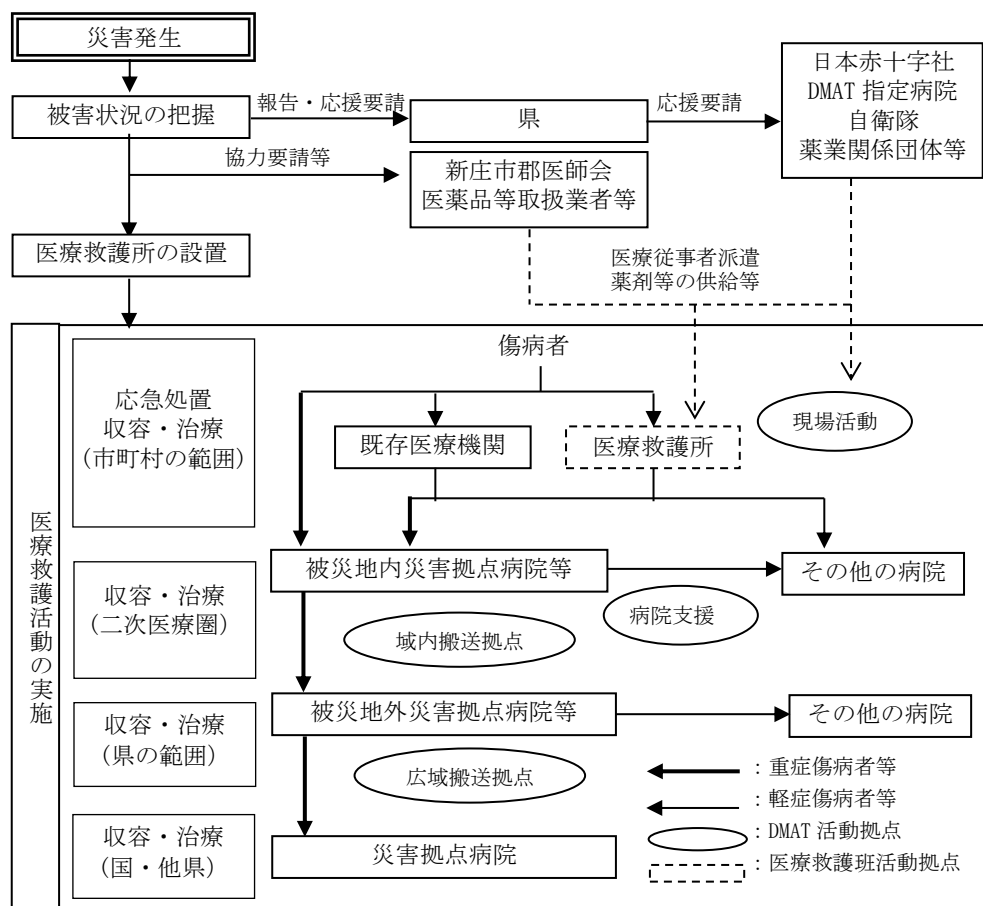 災害発生
被害状況の把握
報告・応援要請
県
応援要請
日本赤十字社
DMAT 指定病院
自衛隊
薬業関係団体等
協力要請等
新庄市郡医師会
医薬品等取扱業者等
医療救護所の設置
医療従事者派遣
薬剤等の供給等
医療救護活動の実施
応急処置
収容・治療
(市町村の範囲)
傷病者
既存医療機関
医療救護所
現場活動
収容・治療
(二次医療圏)
被災地内災害拠点病院等
その他の病院
病院支援
域内搬送拠点
収容・治療
(県の範囲)
被災地外災害拠点病院等
その他の病院
広域搬送拠点
収容・治療
(国・他県)
災害拠点病院
：重症傷病者等
：軽症傷病者等
：DMAT 活動拠点
：医療救護班活動拠点